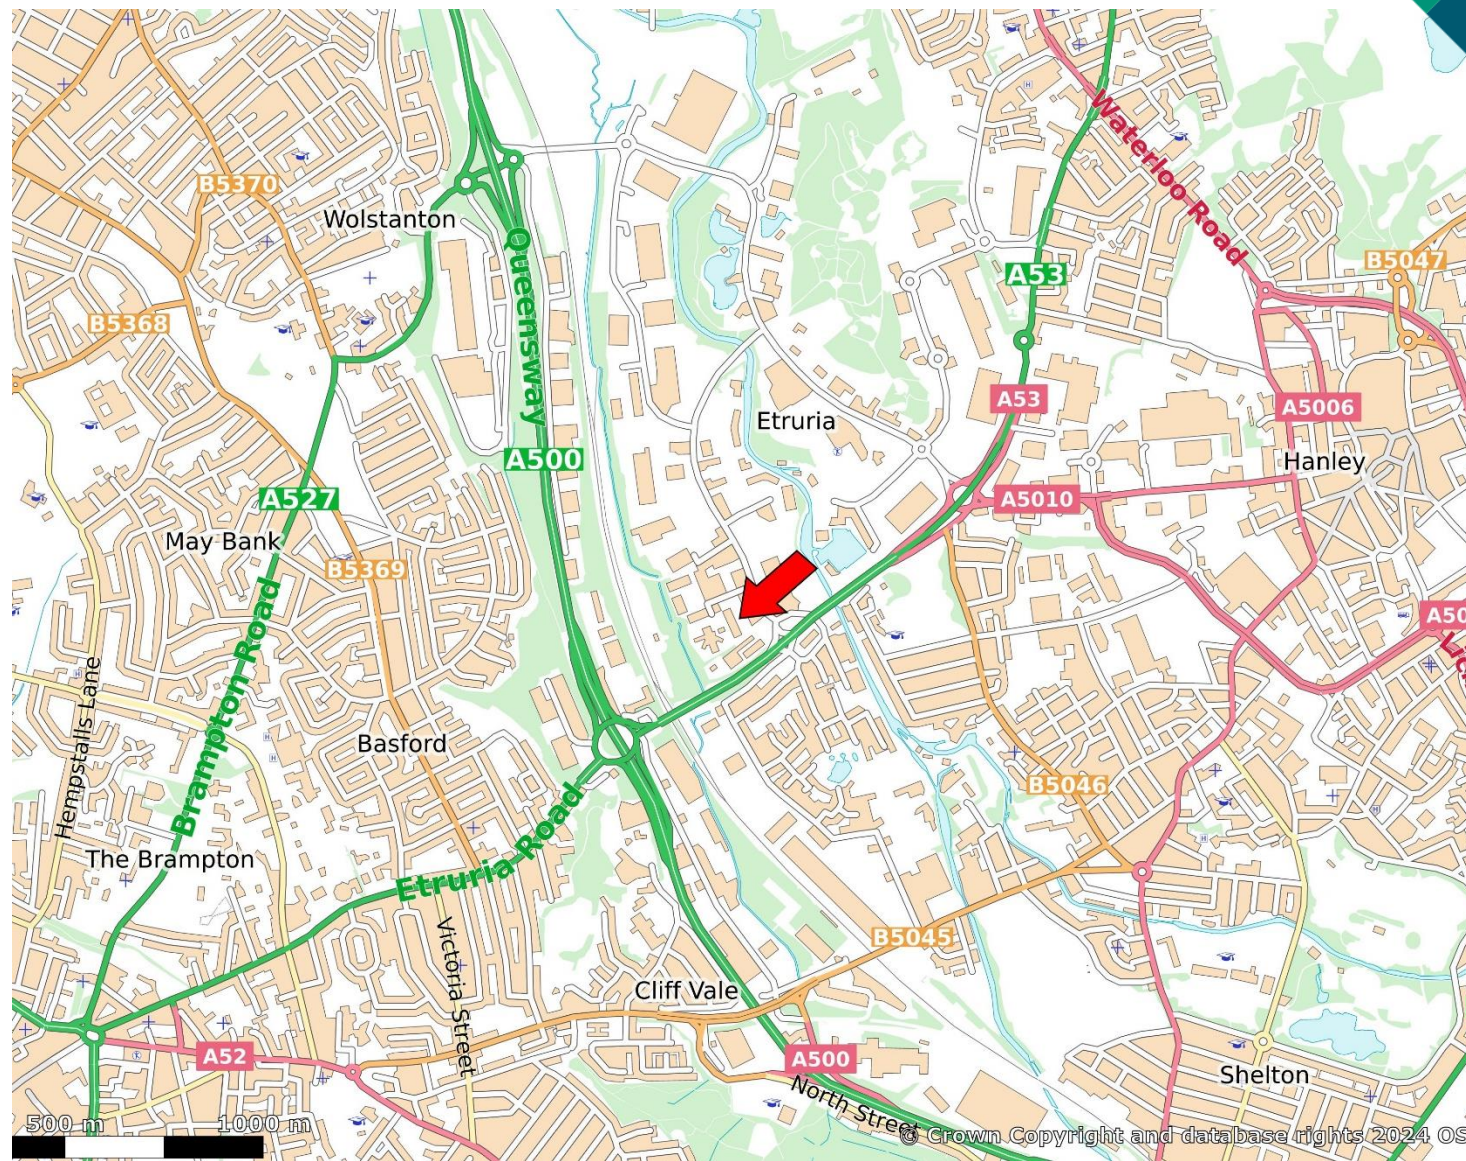 Waterloo Road
B5370
Wolstanton
Queensway
A53
B5047
B5368
A53
A5006
Etruria
A500
Hanley
A527
A5010
May Bank
B5369
A50
Lic
Hempstalls Lane
Brampton Road
Basford
B5046
The Brampton
Etruria Road
Victoria Street
B5045
Cliff Vale
A52
A500
Shelton
North Street
500 m
1000 m
© Crown Copyright and database rights 2024 OS